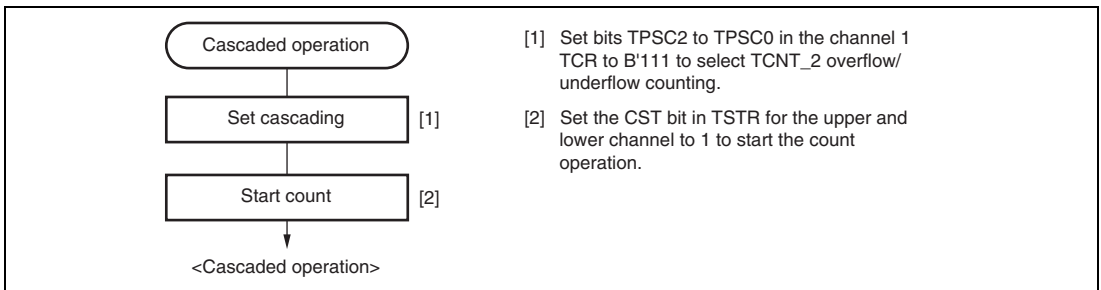 Cascaded operation
Set cascading
[1]
Start count
[2]
<Cascaded operation>
[1] Set bits TPSC2 to TPSC0 in the channel 1
TCR to B'111 to select TCNT_2 overflow/
underflow counting.
[2] Set the CST bit in TSTR for the upper and
lower channel to 1 to start the count
operation.